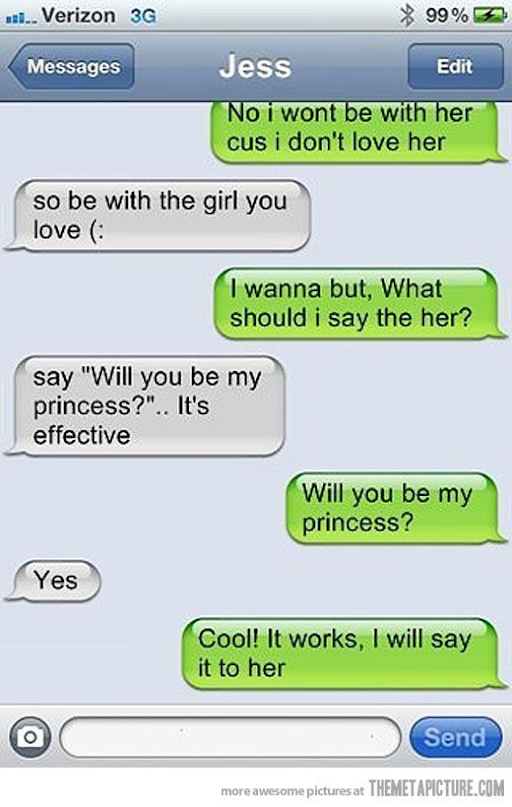 Verizon 3G 99%
Messages Jess Edit
No i wont be with her
cus i don't love her
so be with the girl you
love (:
I wanna but, What
should i say the her?
say "Will you be my
princess?".. It's
effective
Will you be my
princess?
Yes
Cool! It works, I will say
it to her
Send
more awesome pictures at THEMETAPICTURE.COM